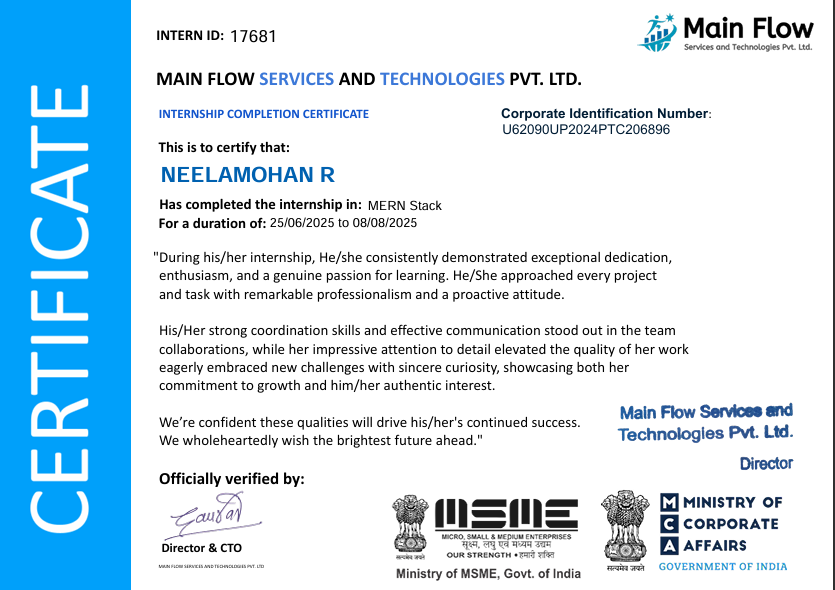 CERTIFICATE
INTERN ID: 17681
Main Flow
Services and Technologies Pvt. Ltd.
MAIN FLOW SERVICES AND TECHNOLOGIES PVT. LTD.
INTERNSHIP COMPLETION CERTIFICATE
Corporate Identification Number:
U62090UP2024PTC206896
This is to certify that:
NEELAMOHAN R
Has completed the internship in: MERN Stack
For a duration of: 25/06/2025 to 08/08/2025
"During his/her internship, He/she consistently demonstrated exceptional dedication,
enthusiasm, and a genuine passion for learning. He/She approached every project
and task with remarkable professionalism and a proactive attitude.
His/Her strong coordination skills and effective communication stood out in the team
collaborations, while her impressive attention to detail elevated the quality of her work
eagerly embraced new challenges with sincere curiosity, showcasing both her
commitment to growth and him/her authentic interest.
We're confident these qualities will drive his/her's continued success.
We wholeheartedly wish the brightest future ahead."
Main Flow Services and
Technologies Pvt. Ltd.
Director
Officially verified by:
Director & CTO
MAIN FLOW SERVICES AND TECHNOLOGIES PVT. LTD
सत्यमेव जयते
MSME
MICRO, SMALL & MEDIUM ENTERPRISES
सूक्ष्म, लघु एवं मध्यम उद्यम
OUR STRENGTH • हमारी शक्ति
Ministry of MSME, Govt. of India
सत्यमेव जयते
MCA
MINISTRY OF
CORPORATE
AFFAIRS
GOVERNMENT OF INDIA